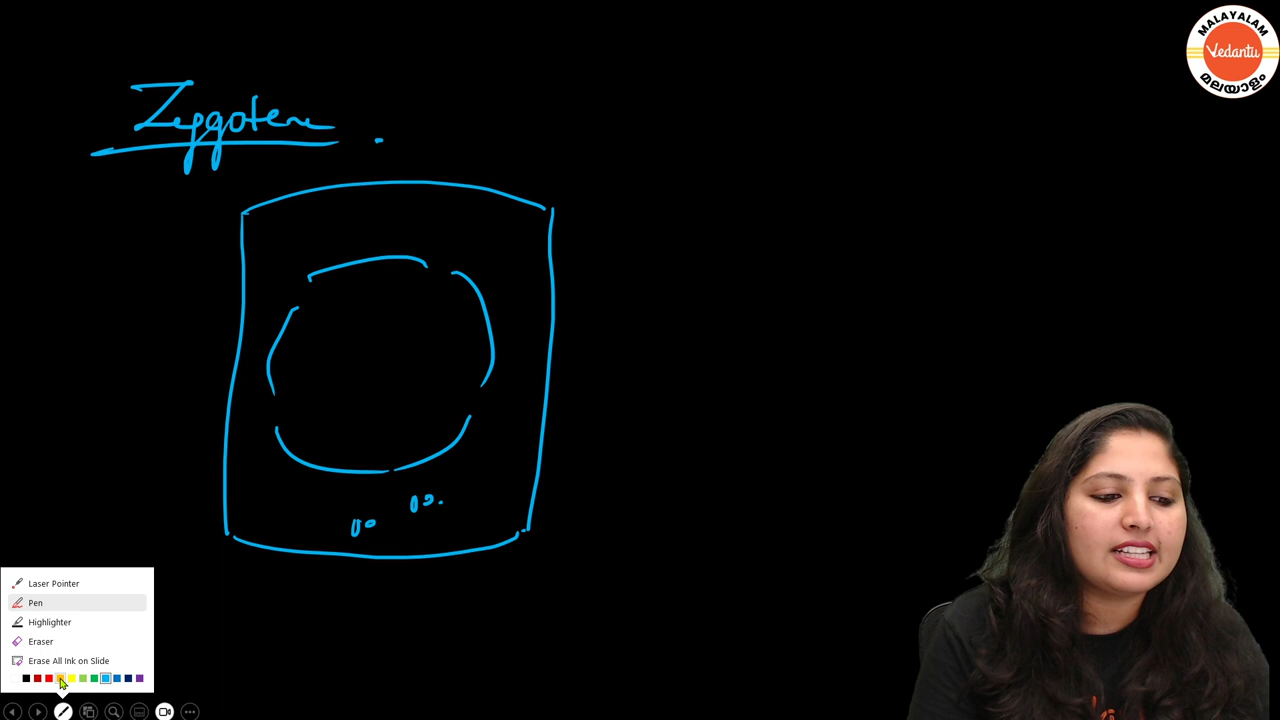 MALAYALAM
Vedantu
മലയാളം
Zygotene
Laser Pointer
Pen
Highlighter
Eraser
Erase All Ink on Slide